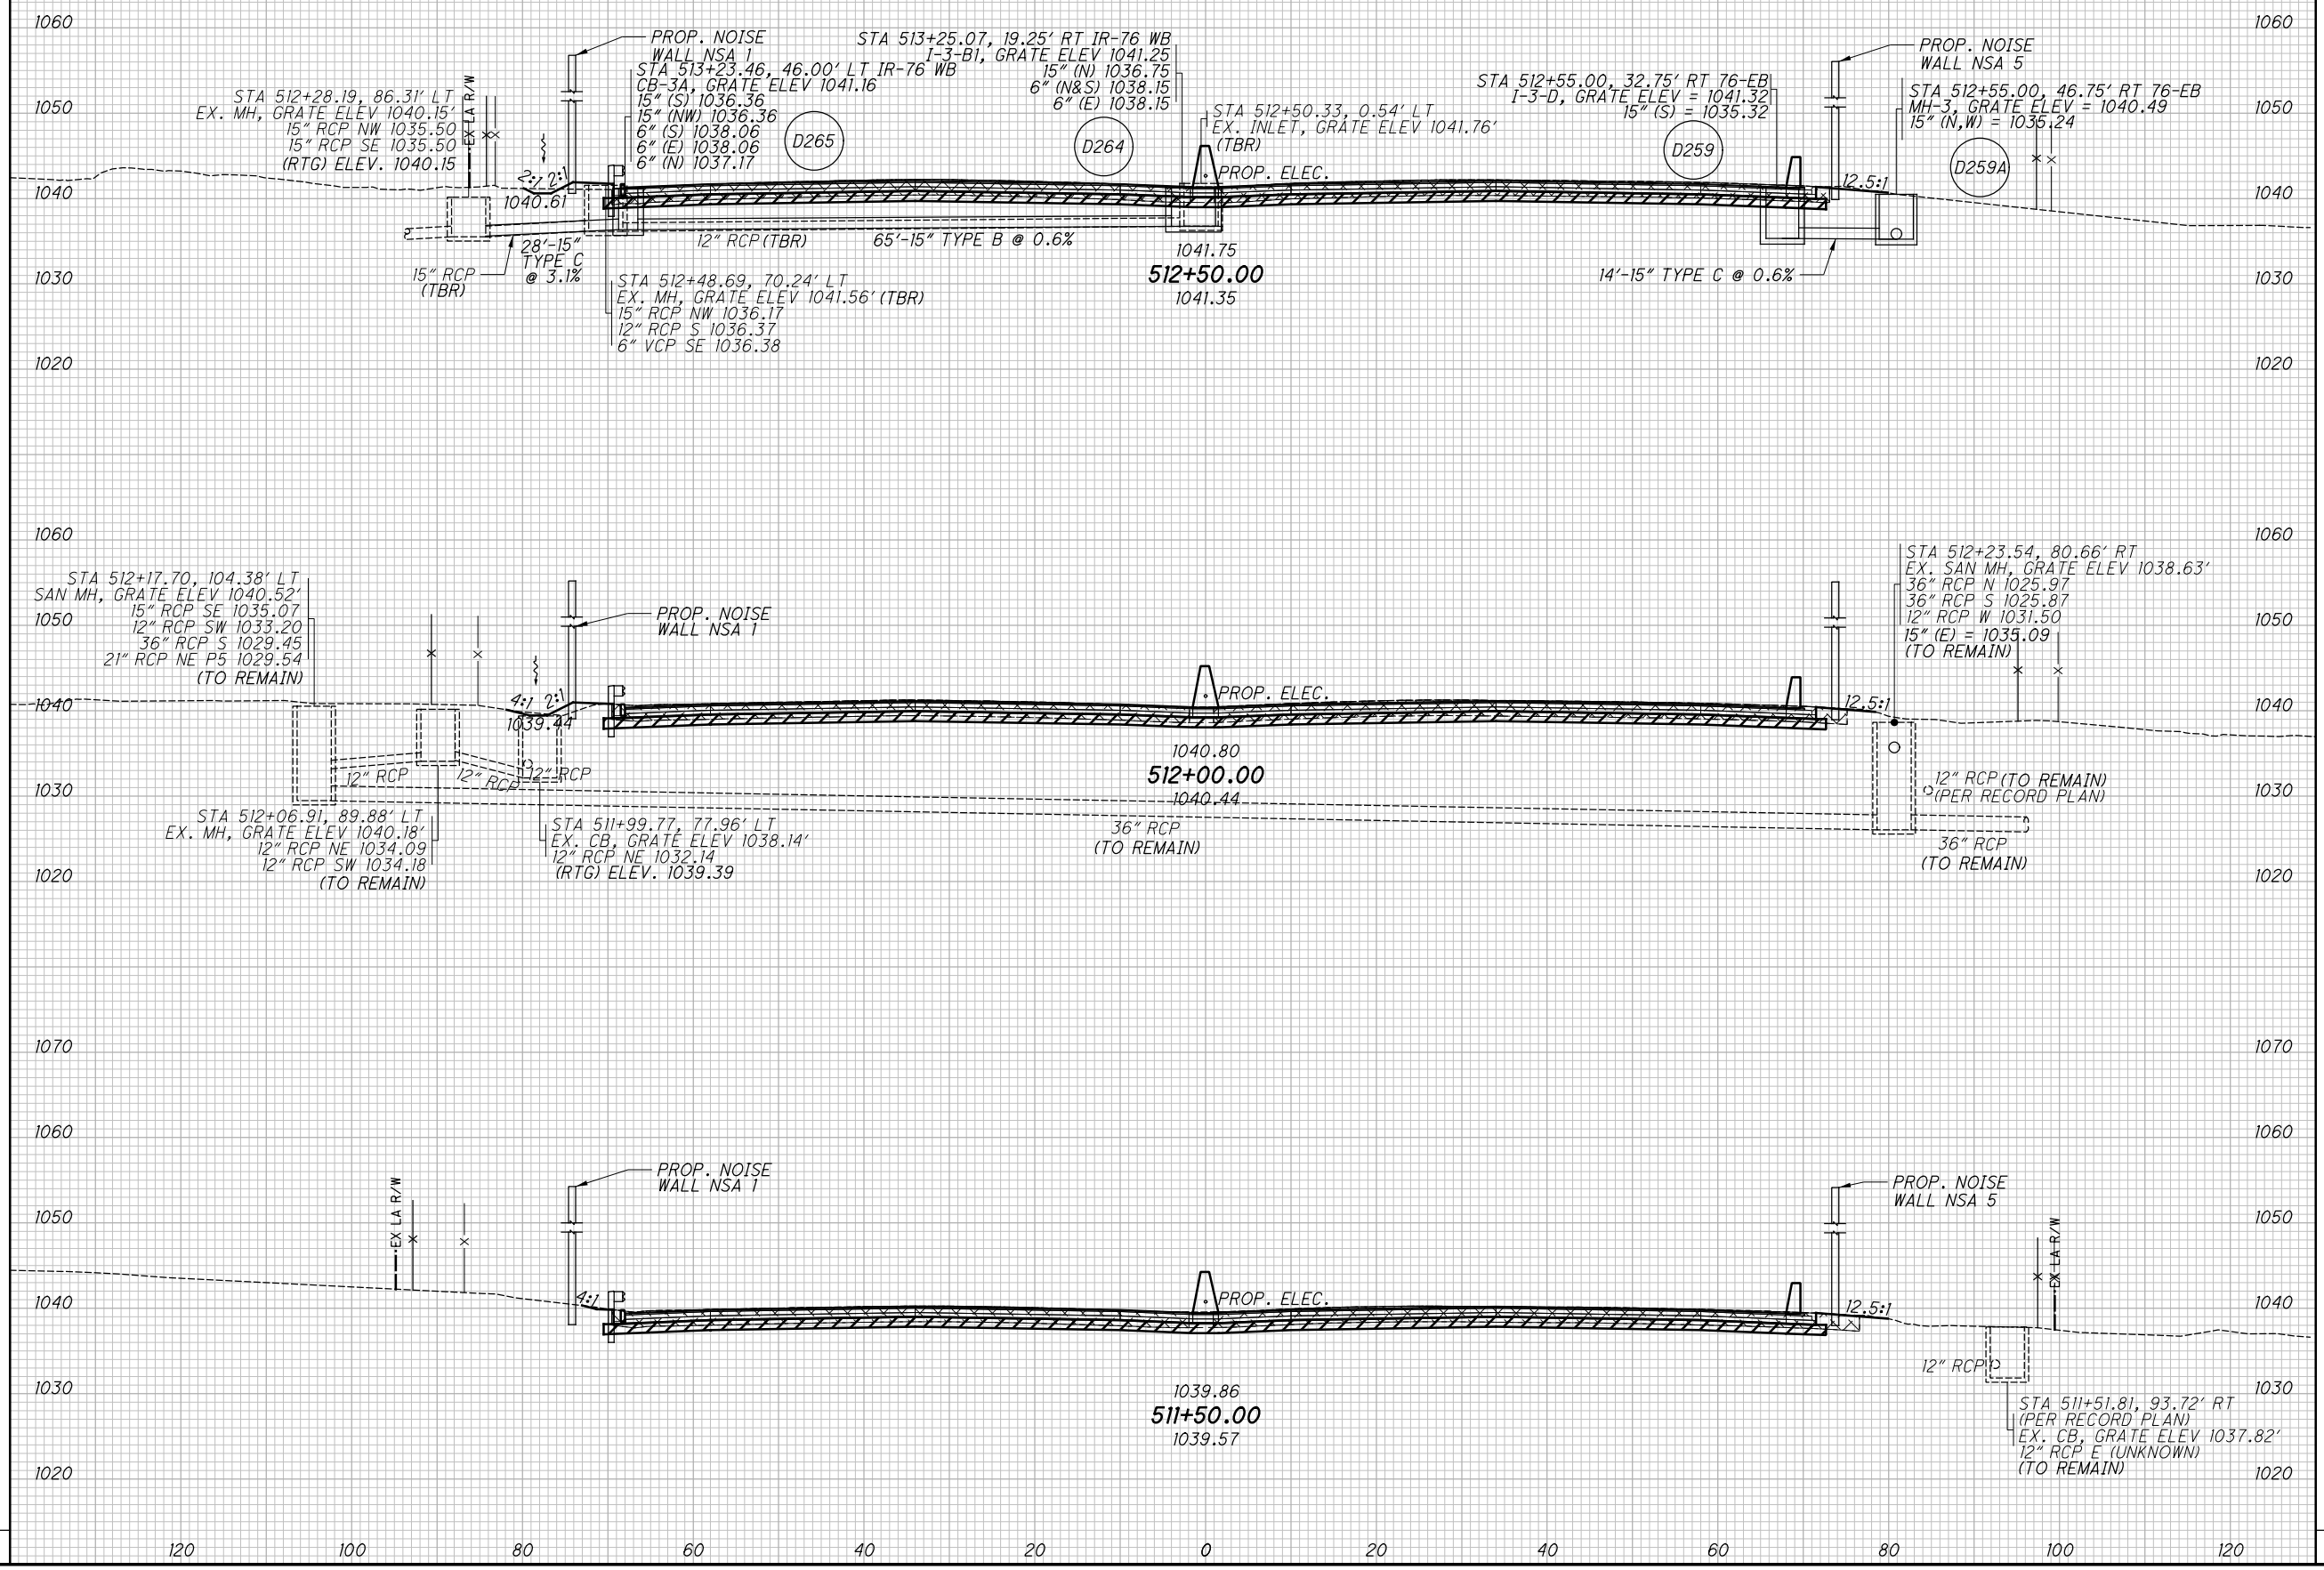 1060
1060
PROP. NOISE
WALL NSA 1
STA 513+23.46, 46.00' LT IR-76 WB
CB-3A, GRATE ELEV 1041.16
15" (S) 1036.36
15" (NW) 1036.36
6" (S) 1038.06
6" (E) 1038.06
6" (N) 1037.17
STA 513+25.07, 19.25' RT IR-76 WB
I-3-B1, GRATE ELEV 1041.25
15" (N) 1036.75
6" (N&S) 1038.15
6" (E) 1038.15
PROP. NOISE
WALL NSA 5
STA 512+55.00, 32.75' RT 76-EB
I-3-D, GRATE ELEV = 1041.32
15" (S) = 1035.32
STA 512+55.00, 46.75' RT 76-EB
MH-3, GRATE ELEV = 1040.49
15" (N,W) = 1035.24
EX LA R/W
STA 512+28.19, 86.31' LT
EX. MH, GRATE ELEV 1040.15'
15" RCP NW 1035.50
15" RCP SE 1035.50
(RTG) ELEV. 1040.15
STA 512+50.33, 0.54' LT
EX. INLET, GRATE ELEV 1041.76'
(TBR)
1050
1050
D265
D264
D259
D259A
PROP. ELEC.
2:1
2:1
12.5:1
1040
1040
1040.61
12" RCP (TBR)
65'-15" TYPE B @ 0.6%
28'-15"
TYPE C
@ 3.1%
15" RCP
(TBR)
1041.75
512+50.00
1041.35
14'-15" TYPE C @ 0.6%
1030
1030
STA 512+48.69, 70.24' LT
EX. MH, GRATE ELEV 1041.56' (TBR)
15" RCP NW 1036.17
12" RCP S 1036.37
6" VCP SE 1036.38
1020
1020
1060
1060
STA 512+17.70, 104.38' LT
SAN MH, GRATE ELEV 1040.52'
15" RCP SE 1035.07
12" RCP SW 1033.20
36" RCP S 1029.45
21" RCP NE P5 1029.54
(TO REMAIN)
PROP. NOISE
WALL NSA 1
STA 512+23.54, 80.66' RT
EX. SAN MH, GRATE ELEV 1038.63'
36" RCP N 1025.97
36" RCP S 1025.87
12" RCP W 1031.50
15" (E) = 1035.09
(TO REMAIN)
1050
1050
4:1
2:1
PROP. ELEC.
12.5:1
1040
1040
1039.44
12" RCP
12" RCP
12" RCP
1040.80
512+00.00
1040.44
12" RCP (TO REMAIN)
(PER RECORD PLAN)
1030
1030
STA 512+06.91, 89.88' LT
EX. MH, GRATE ELEV 1040.18'
12" RCP NE 1034.09
12" RCP SW 1034.18
(TO REMAIN)
STA 511+99.77, 77.96' LT
EX. CB, GRATE ELEV 1038.14'
12" RCP NE 1032.14
(RTG) ELEV. 1039.39
36" RCP
(TO REMAIN)
36" RCP
(TO REMAIN)
1020
1020
1070
1070
1060
1060
PROP. NOISE
WALL NSA 1
PROP. NOISE
WALL NSA 5
EX LA R/W
EX LA R/W
1050
1050
4:1
PROP. ELEC.
12.5:1
1040
1040
12" RCP
1039.86
511+50.00
1039.57
1030
1030
STA 511+51.81, 93.72' RT
(PER RECORD PLAN)
EX. CB, GRATE ELEV 1037.82'
12" RCP E (UNKNOWN)
(TO REMAIN)
1020
1020
120 100 80 60 40 20 0 20 40 60 80 100 120